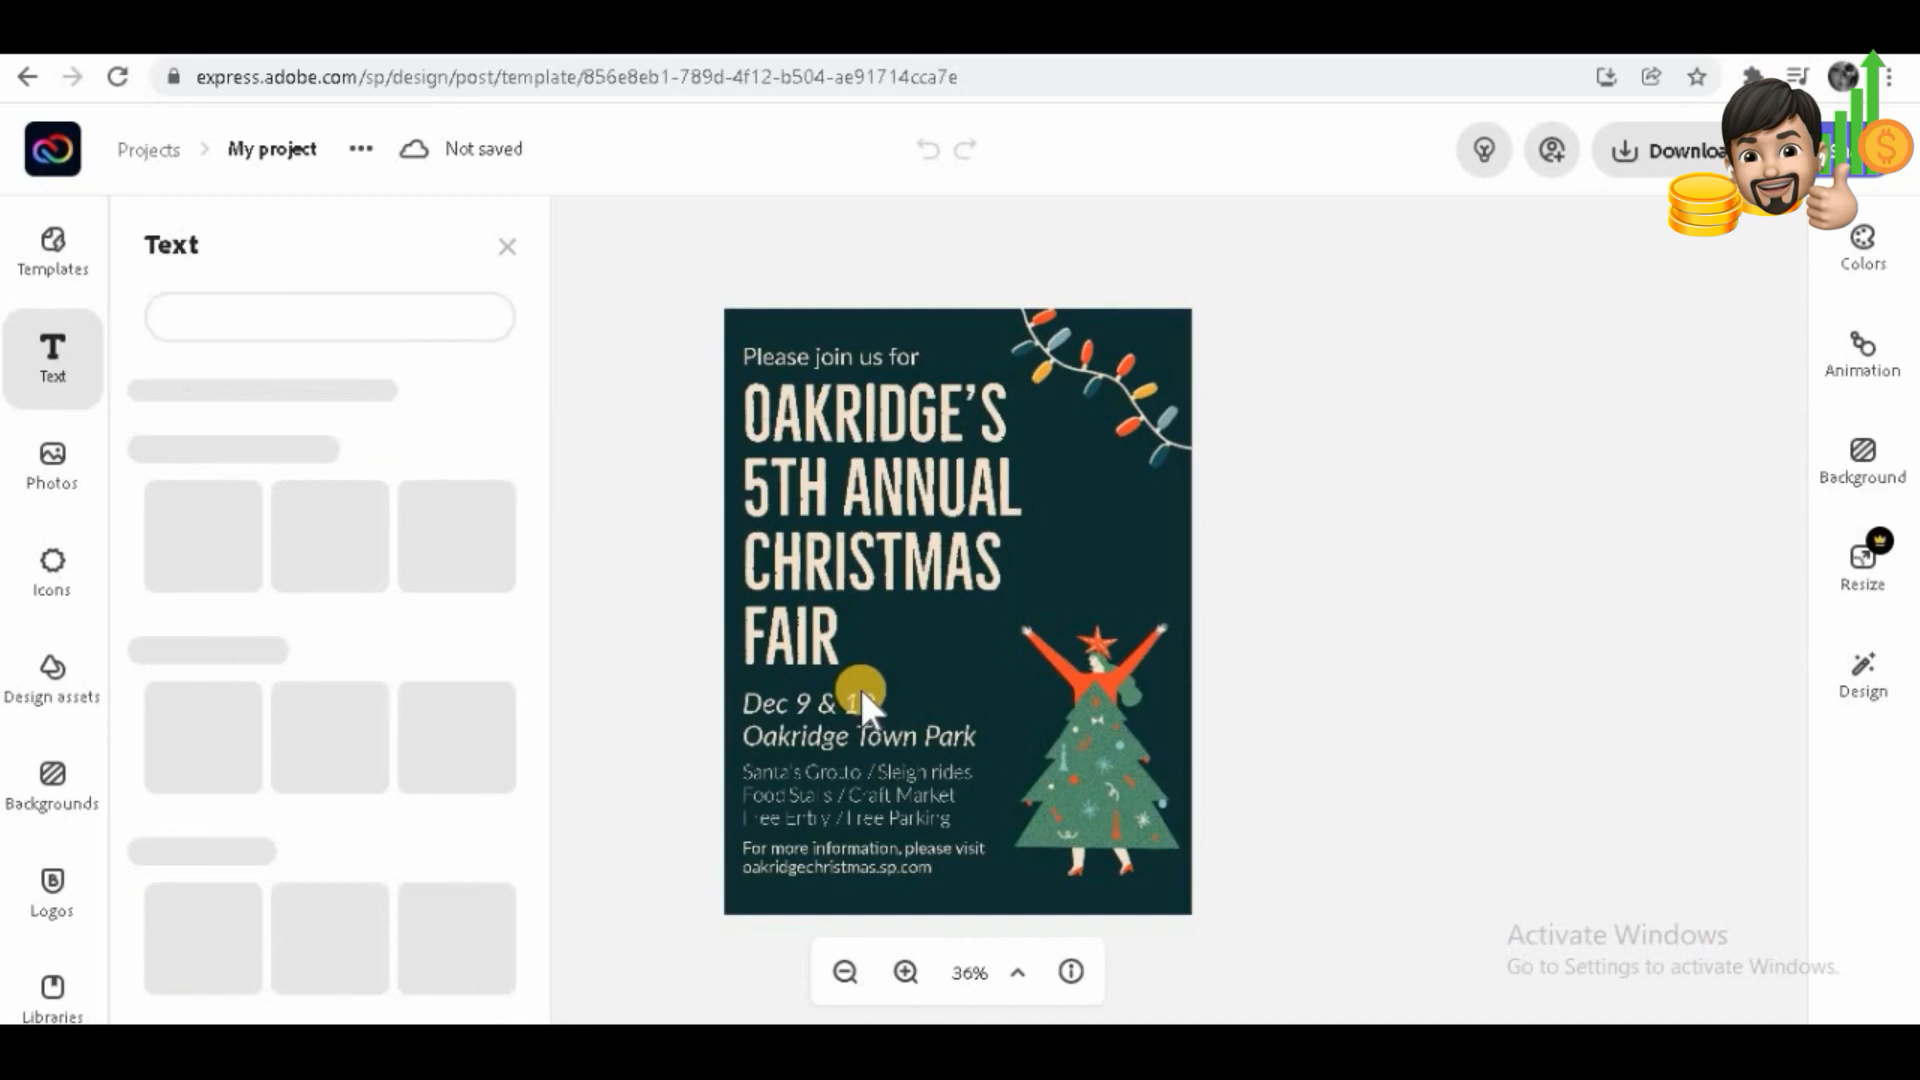 express.adobe.com/sp/design/post/template/856e8eb1-789d-4f12-b504-ae91714cca7e
Projects
My project
Not saved
Templates
Text
Photos
Icons
Design assets
Backgrounds
Logos
Libraries
Text
Please join us for
OAKRIDGE'S
5TH ANNUAL
CHRISTMAS
FAIR
Dec 9 &
Oakridge Town Park
Santa's Grotto / Sleigh rides
Food Stalls / Craft Market
Free Entry / Free Parking
For more information, please visit
oakridgechristmas.sp.com
36%
Colors
Animation
Background
Resize
Design
Activate Windows
Go to Settings to activate Windows.